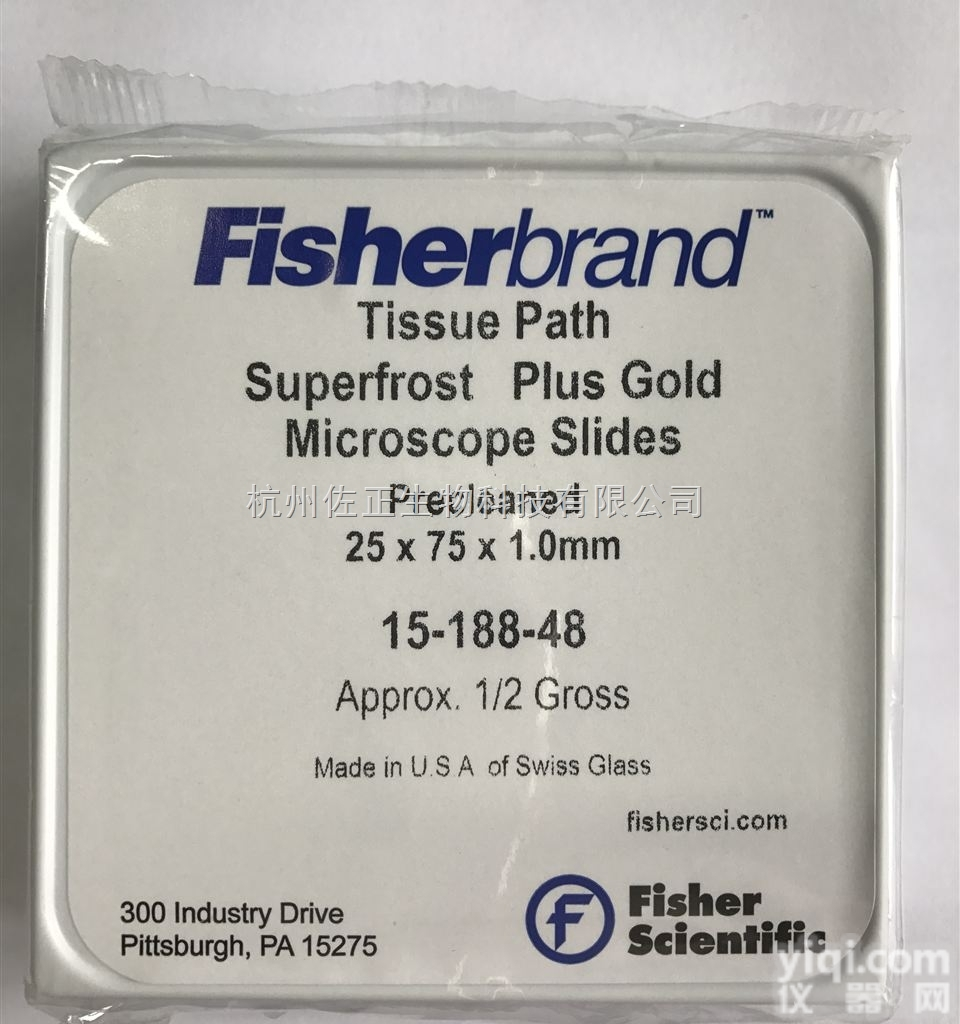 Fisherbrand™
Tissue Path
Superfrost Plus Gold
Microscope Slides
Precleaned
杭州佐正生物科技有限公司
25 x 75 x 1.0mm
15-188-48
Approx. 1/2 Gross
Made in U.S.A of Swiss Glass
fishersci.com
300 Industry Drive
Pittsburgh, PA 15275
Fisher
Scientific
yiqi.com
仪器网